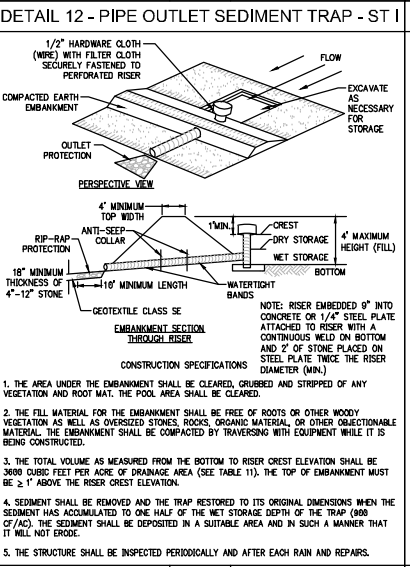 DETAIL 12 - PIPE OUTLET SEDIMENT TRAP - ST I
1/2" HARDWARE CLOTH
(WIRE) WITH FILTER CLOTH
SECURELY FASTENED TO
PERFORATED RISER
FLOW
COMPACTED EARTH
EMBANKMENT
EXCAVATE
AS
NECESSARY
FOR
STORAGE
OUTLET
PROTECTION
PERSPECTIVE VIEW
4' MINIMUM
TOP WIDTH
ANTI-SEEP
COLLAR
1'MIN.
CREST
DRY STORAGE
WET STORAGE
4' MAXIMUM
HEIGHT (FILL)
RIP-RAP
PROTECTION
BOTTOM
18" MINIMUM
THICKNESS OF
4"-12" STONE
10' MINIMUM LENGTH
WATERTIGHT
BANDS
GEOTEXTILE CLASS SE
EMBANKMENT SECTION
THROUGH RISER
NOTE: RISER EMBEDDED 9" INTO
CONCRETE OR 1/4" STEEL PLATE
ATTACHED TO RISER WITH A
CONTINUOUS WELD ON BOTTOM
AND 2' OF STONE PLACED ON
STEEL PLATE TWICE THE RISER
DIAMETER (MIN.)
CONSTRUCTION SPECIFICATIONS
1. THE AREA UNDER THE EMBANKMENT SHALL BE CLEARED, GRUBBED AND STRIPPED OF ANY
VEGETATION AND ROOT MAT. THE POOL AREA SHALL BE CLEARED.
2. THE FILL MATERIAL FOR THE EMBANKMENT SHALL BE FREE OF ROOTS OR OTHER WOODY
VEGETATION AS WELL AS OVERSIZED STONES, ROCKS, ORGANIC MATERIAL, OR OTHER OBJECTIONABLE
MATERIAL. THE EMBANKMENT SHALL BE COMPACTED BY TRAVERSING WITH EQUIPMENT WHILE IT IS
BEING CONSTRUCTED.
3. THE TOTAL VOLUME AS MEASURED FROM THE BOTTOM TO RISER CREST ELEVATION SHALL BE
3600 CUBIC FEET PER ACRE OF DRAINAGE AREA (SEE TABLE 11). THE TOP OF EMBANKMENT MUST
BE ≥ 1' ABOVE THE RISER CREST ELEVATION.
4. SEDIMENT SHALL BE REMOVED AND THE TRAP RESTORED TO ITS ORIGINAL DIMENSIONS WHEN THE
SEDIMENT HAS ACCUMULATED TO ONE HALF OF THE WET STORAGE DEPTH OF THE TRAP (900
CF/AC). THE SEDIMENT SHALL BE DEPOSITED IN A SUITABLE AREA AND IN SUCH A MANNER THAT
IT WILL NOT ERODE.
5. THE STRUCTURE SHALL BE INSPECTED PERIODICALLY AND AFTER EACH RAIN AND REPAIRS.